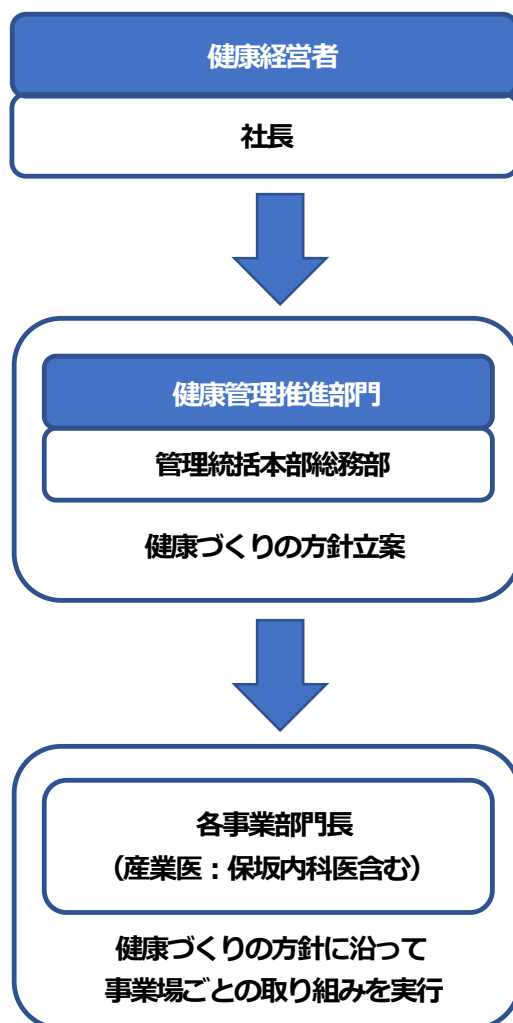 健康経営者
社長
健康管理推進部門
管理統括本部総務部
健康づくりの方針立案
各事業部門長
（産業医：保坂内科医含む）
健康づくりの方針に沿って
事業場ごとの取り組みを実行